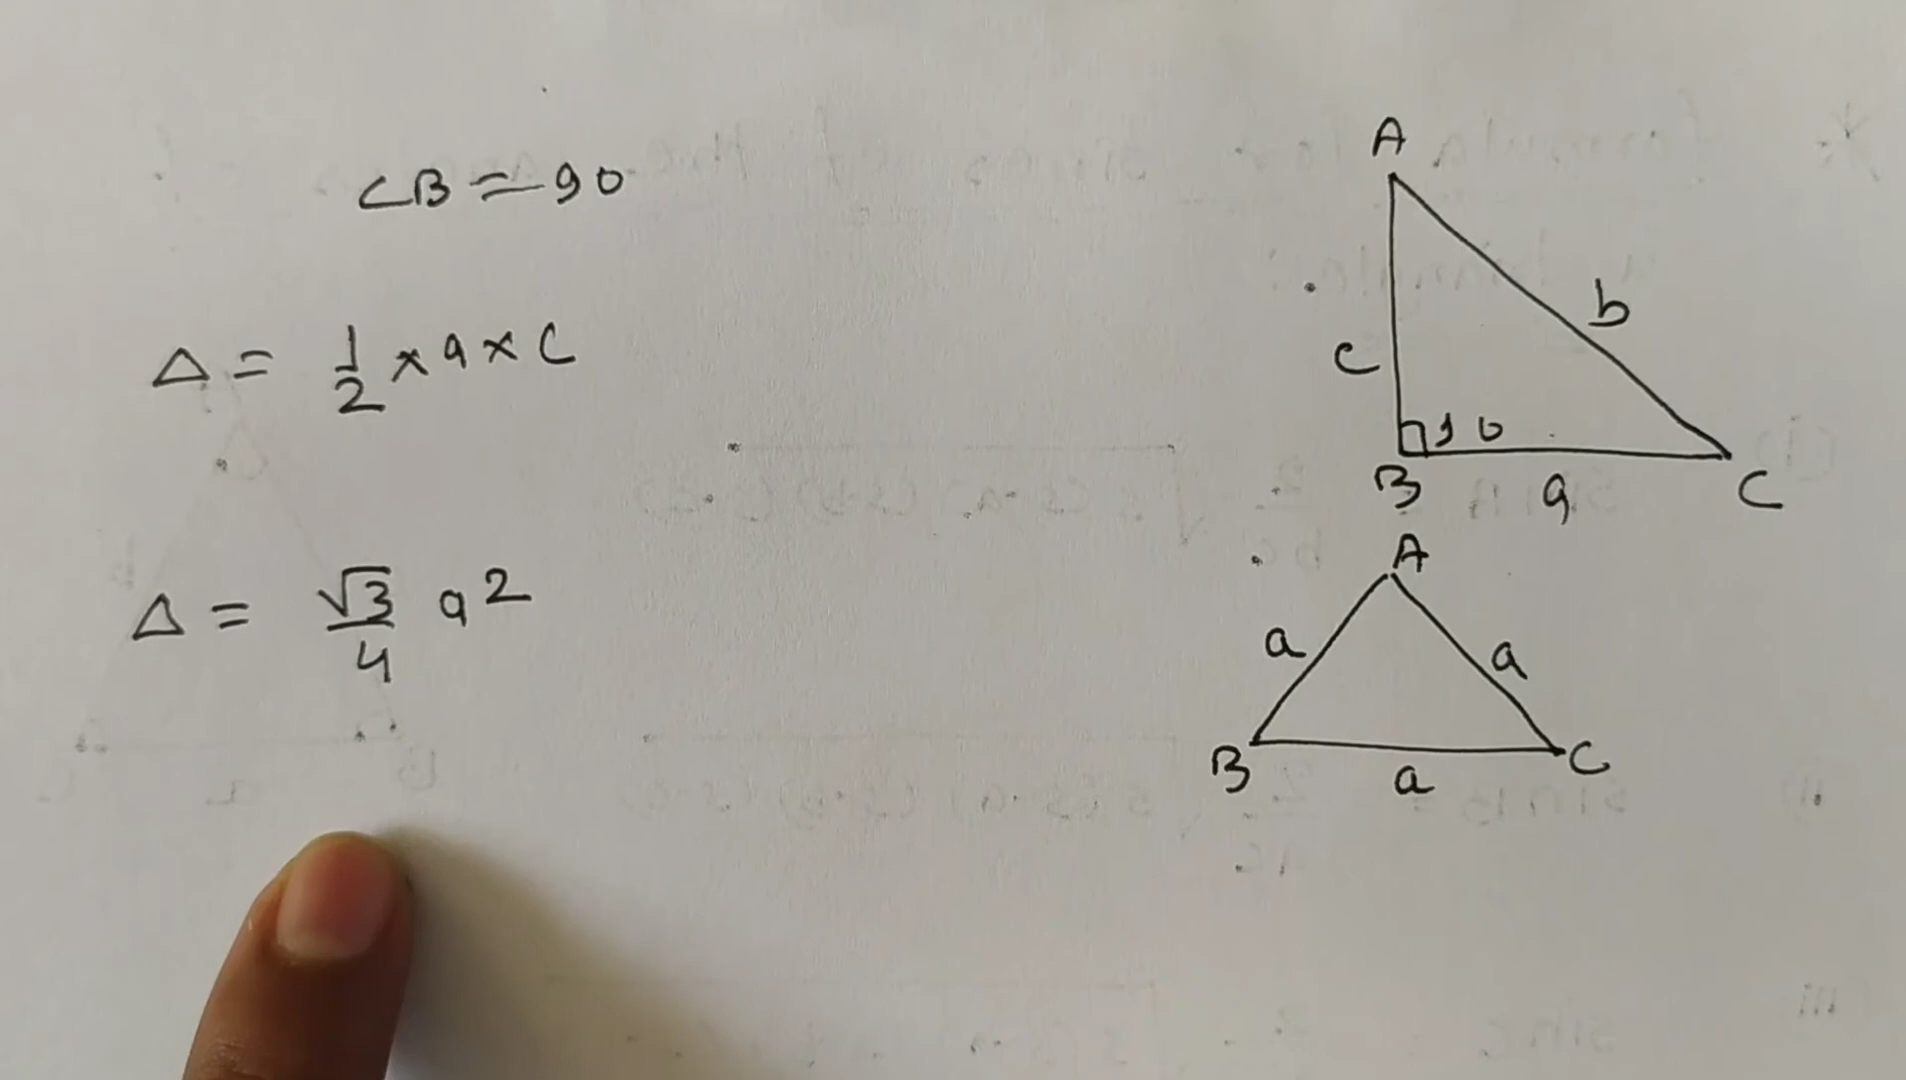 ∠B = 90
Δ = 1/2 × a × c
Δ = √3/4 a²
A
b
c
90
B
a
C
A
a
a
B
a
C